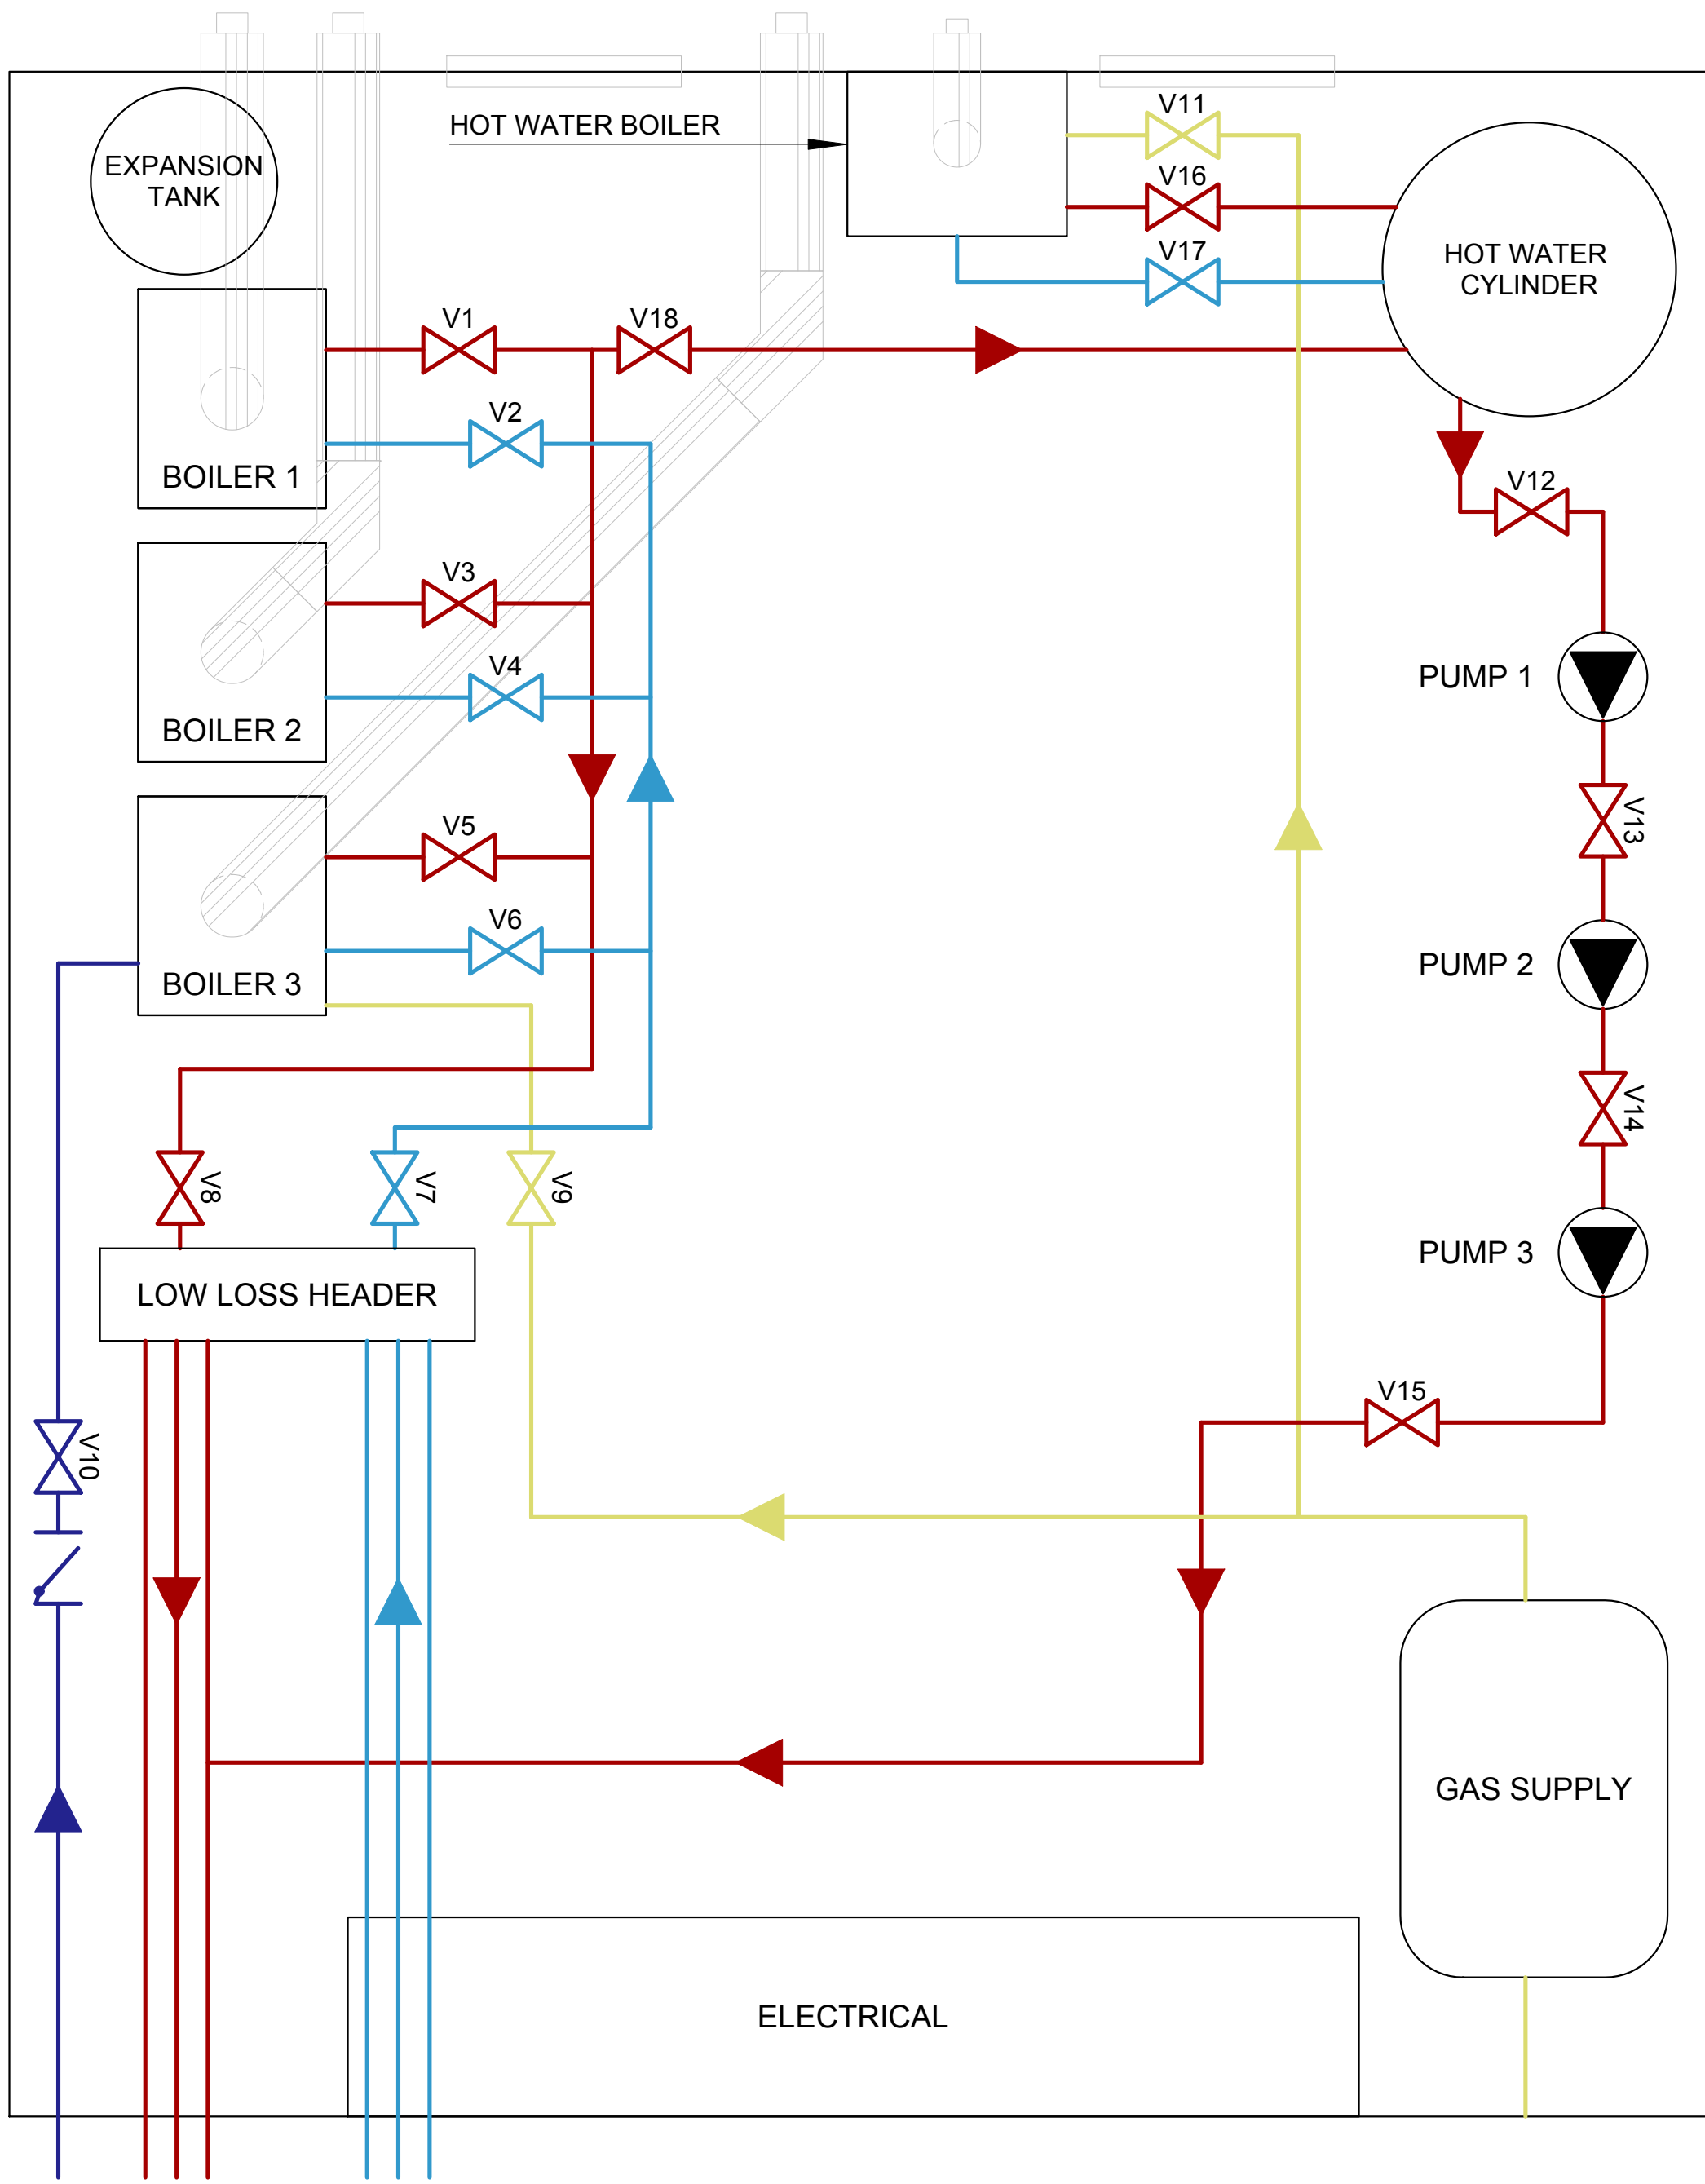 EXPANSION
TANK
HOT WATER BOILER
V11
V16
V17
HOT WATER
CYLINDER
V1
V18
V2
BOILER 1
V12
V3
V4
BOILER 2
PUMP 1
V5
V13
V6
BOILER 3
PUMP 2
V14
V8
V7
V9
PUMP 3
LOW LOSS HEADER
V15
V10
GAS SUPPLY
ELECTRICAL